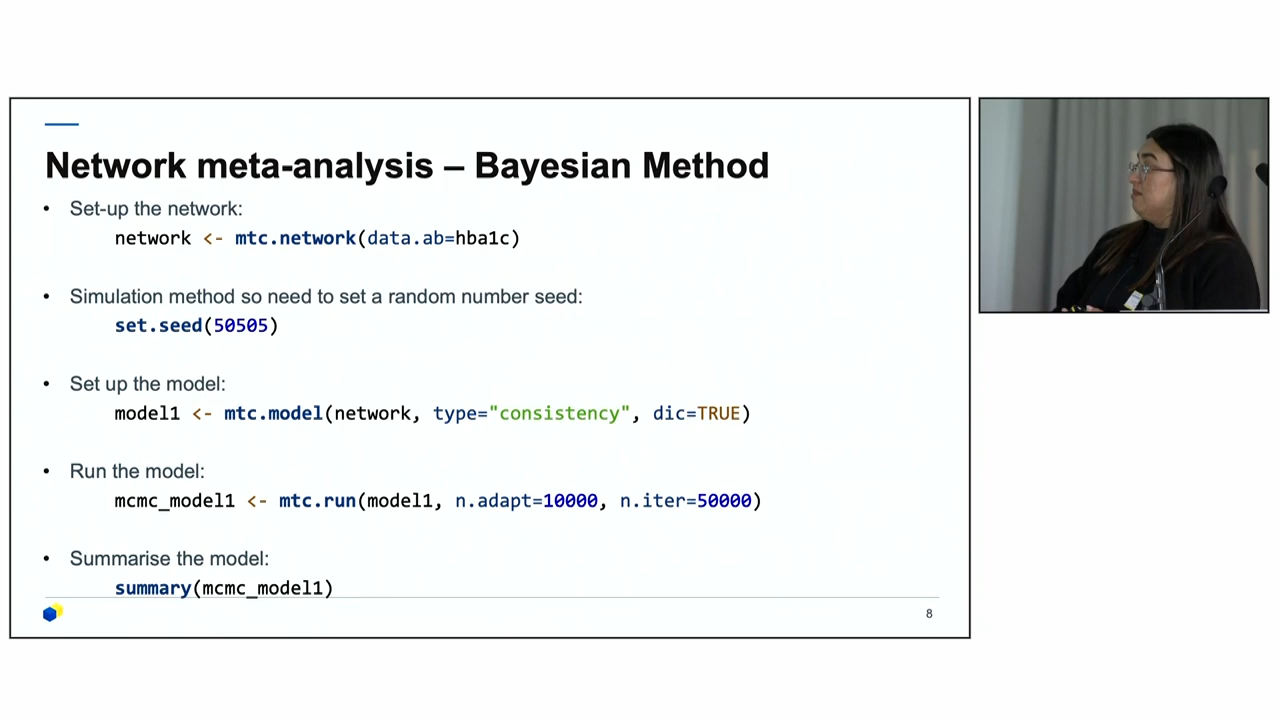 Network meta-analysis – Bayesian Method
• Set-up the network:
network <- mtc.network(data.ab=hba1c)
• Simulation method so need to set a random number seed:
set.seed(50505)
• Set up the model:
model1 <- mtc.model(network, type="consistency", dic=TRUE)
• Run the model:
mcmc_model1 <- mtc.run(model1, n.adapt=10000, n.iter=50000)
• Summarise the model:
summary(mcmc_model1)
8